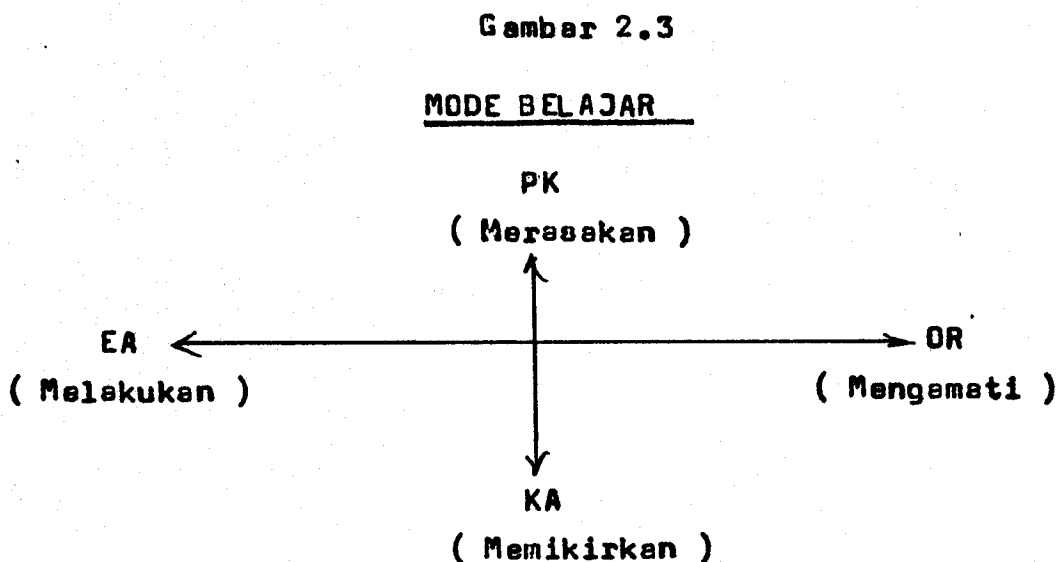 Gambar 2.3
MODE BELAJAR
PK
( Merasakan )
EA
OR
( Melakukan )
( Mengamati )
KA
( Memikirkan )